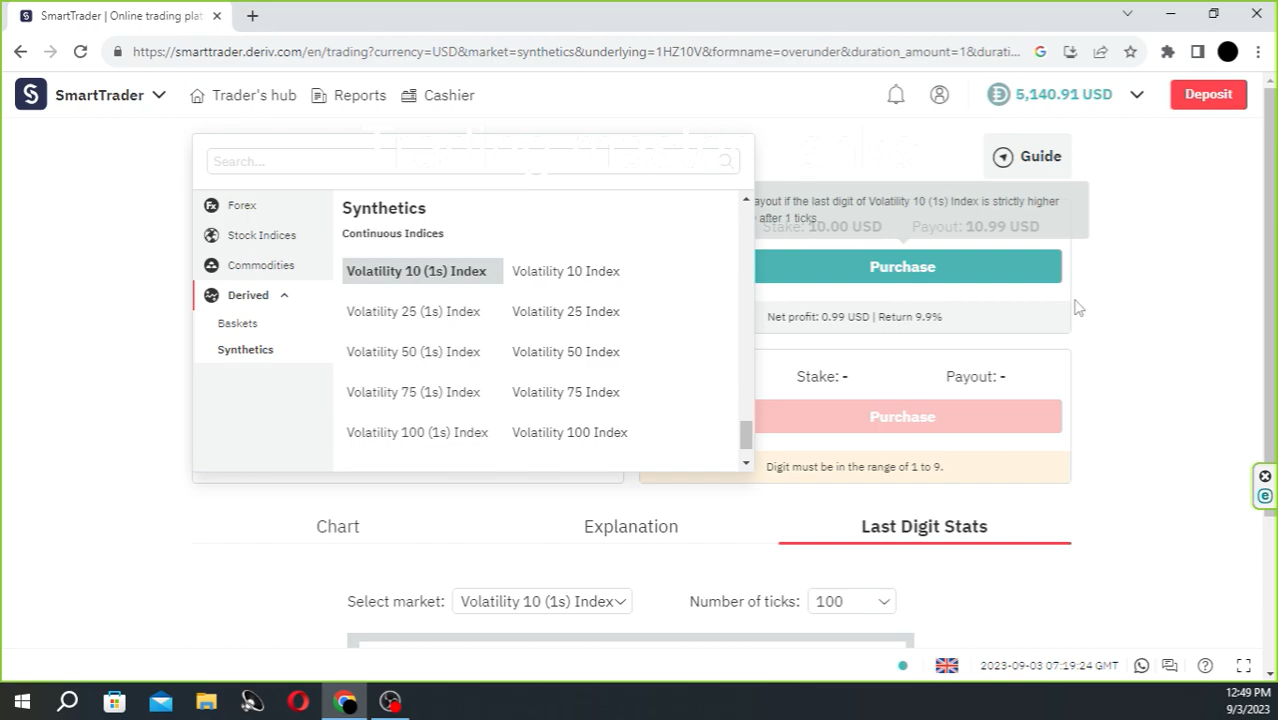 SmartTrader | Online trading plat
https://smarttrader.deriv.com/en/trading?currency=USD&market=synthetics&underlying=1HZ10V&formname=overunder&duration_amount=1&durati...
SmartTrader
Trader's hub
Reports
Cashier
5,140.91 USD
Deposit
Search...
Guide
Forex
Stock Indices
Commodities
Derived
Baskets
Synthetics
Synthetics
Continuous Indices
Volatility 10 (1s) Index
Volatility 10 Index
Volatility 25 (1s) Index
Volatility 25 Index
Volatility 50 (1s) Index
Volatility 50 Index
Volatility 75 (1s) Index
Volatility 75 Index
Volatility 100 (1s) Index
Volatility 100 Index
ayout if the last digit of Volatility 10 (1s) Index is strictly higher
after 1 ticks.
Stake: 10.00 USD
Payout: 10.99 USD
Purchase
Net profit: 0.99 USD | Return 9.9%
Stake: -
Payout: -
Purchase
Digit must be in the range of 1 to 9.
Chart
Explanation
Last Digit Stats
Select market:
Volatility 10 (1s) Index
Number of ticks:
100
2023-09-03 07:19:24 GMT
12:49 PM
9/3/2023